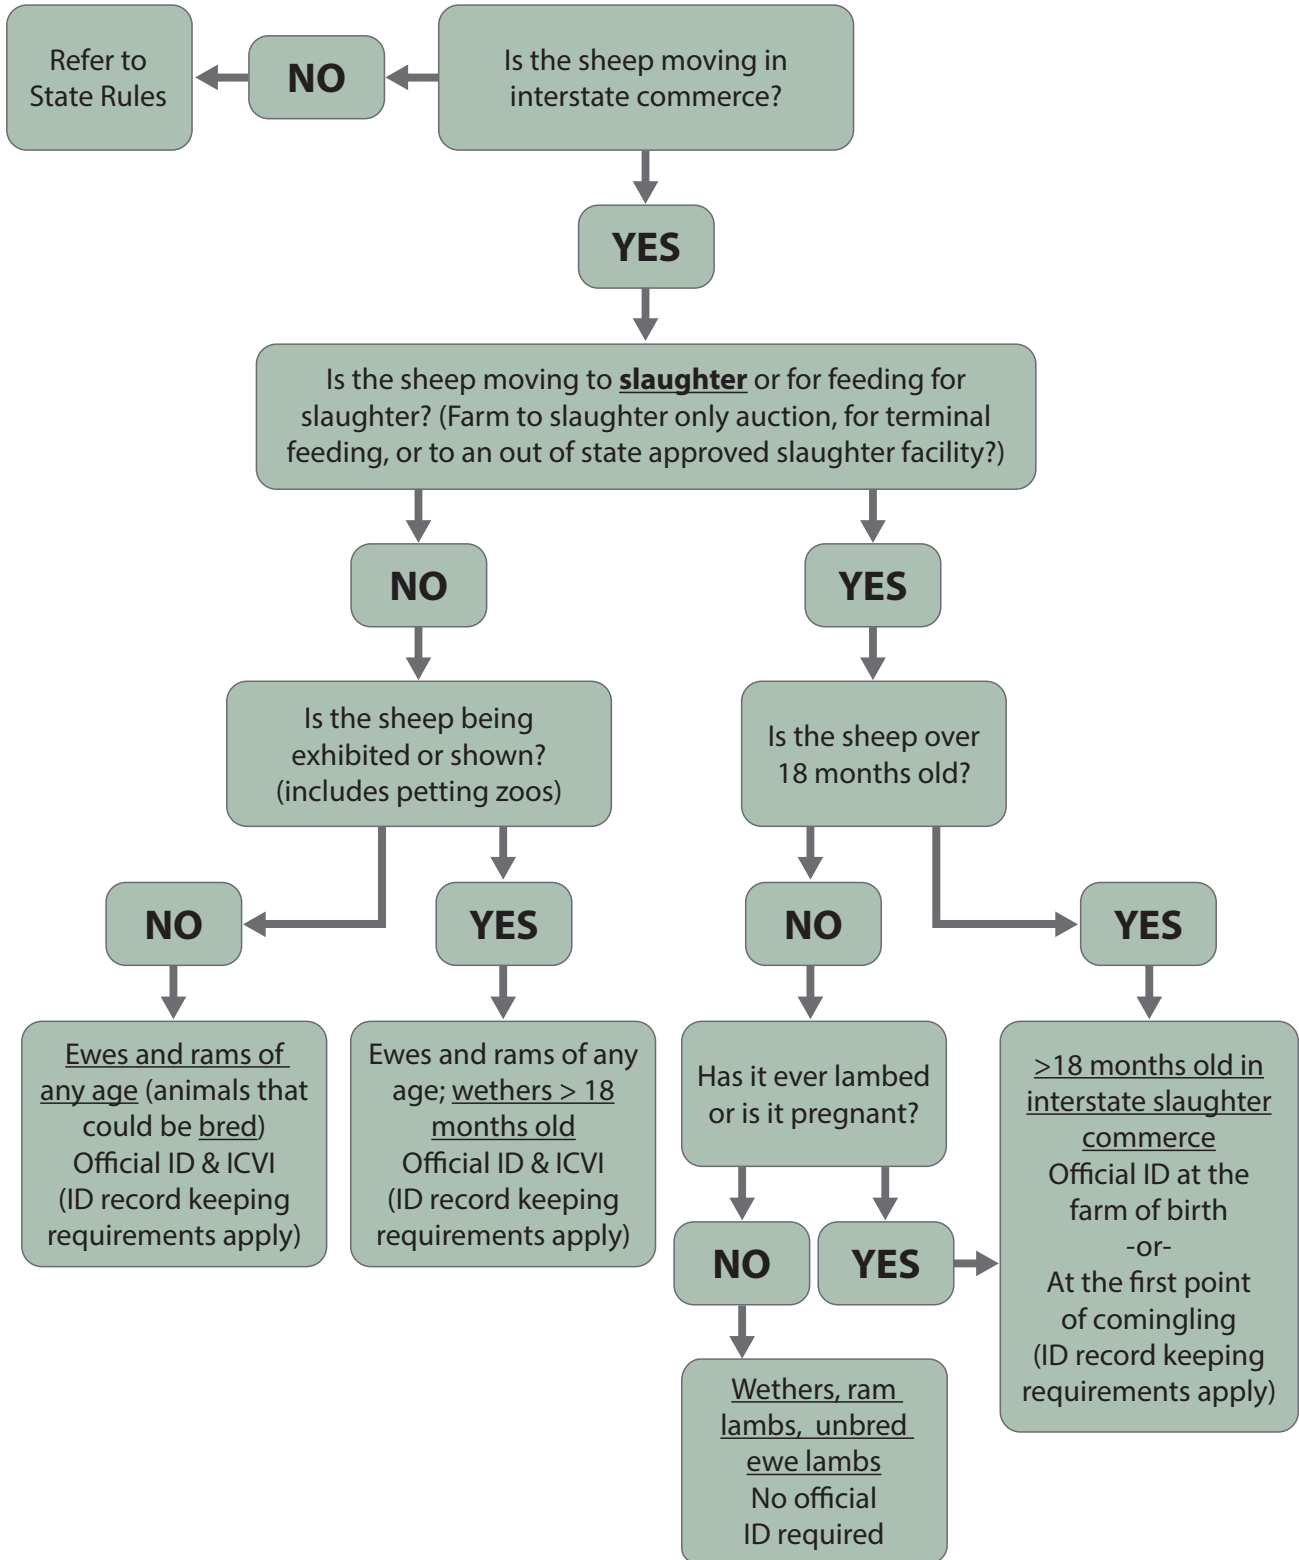 Refer to
State Rules
NO
Is the sheep moving in
interstate commerce?
YES
Is the sheep moving to slaughter or for feeding for
slaughter? (Farm to slaughter only auction, for terminal
feeding, or to an out of state approved slaughter facility?)
NO
YES
Is the sheep being
exhibited or shown?
(includes petting zoos)
Is the sheep over
18 months old?
NO
YES
NO
YES
Ewes and rams of
any age (animals that
could be bred)
Official ID & ICVI
(ID record keeping
requirements apply)
Ewes and rams of any
age; wethers > 18
months old
Official ID & ICVI
(ID record keeping
requirements apply)
Has it ever lambed
or is it pregnant?
>18 months old in
interstate slaughter
commerce
Official ID at the
farm of birth
-or-
At the first point
of comingling
(ID record keeping
requirements apply)
NO
YES
Wethers, ram
lambs, unbred
ewe lambs
No official
ID required